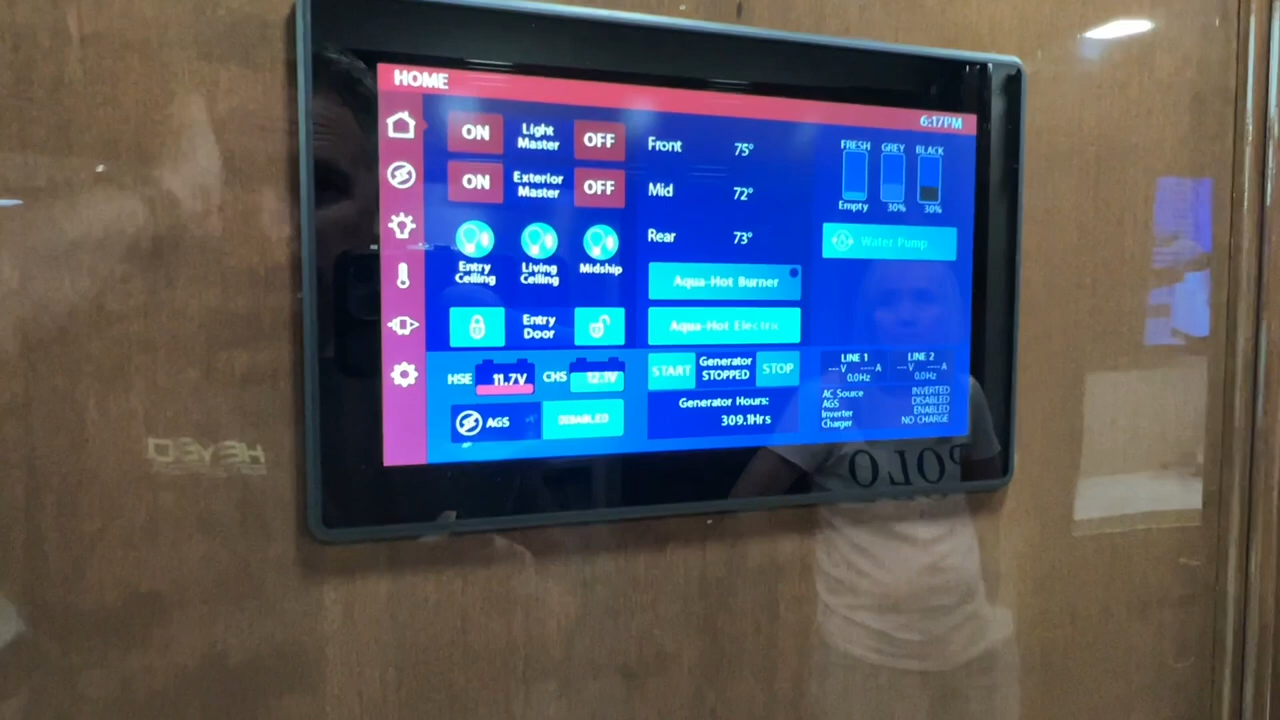 HOME
6:17PM
ON Light Master OFF
ON Exterior Master OFF
Entry Ceiling
Living Ceiling
Midship
Entry Door
HSE 11.7V CHS 12.1V
AGS DISABLED
Front 75°
Mid 72°
Rear 73°
Aqua-Hot Burner
Aqua-Hot Electric
START Generator STOPPED STOP
Generator Hours:
309.1Hrs
FRESH GREY BLACK
Empty 30% 30%
Water Pump
LINE 1 LINE 2
---V ----A ---V ----A
0.0Hz 0.0Hz
AC Source INVERTED
AGS DISABLED
Inverter ENABLED
Charger NO CHARGE
POLO